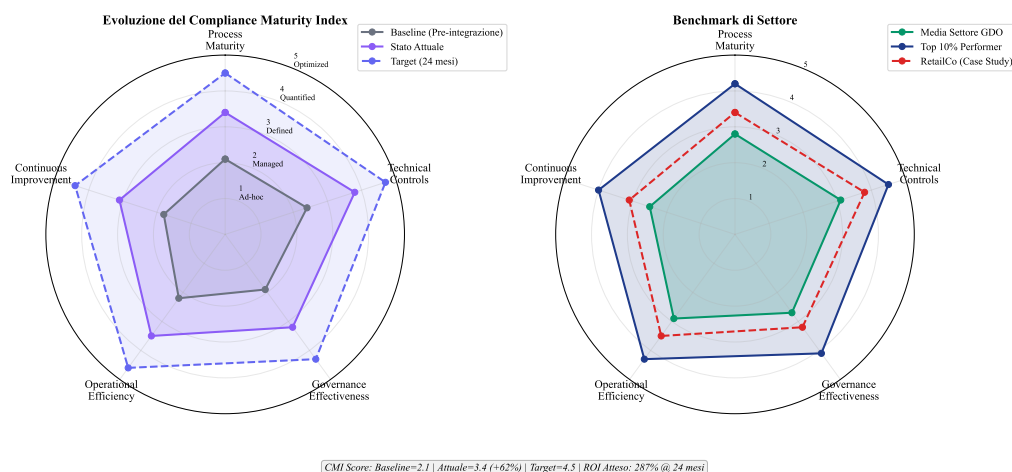 Evoluzione del Compliance Maturity Index
Process
Maturity
Baseline (Pre-integrazione)
Stato Attuale
Target (24 mesi)
5
Optimized
4
Quantified
3
Defined
2
Managed
1
Ad-hoc
Continuous
Improvement
Technical
Controls
Operational
Efficiency
Governance
Effectiveness
Benchmark di Settore
Process
Maturity
Media Settore GDO
Top 10% Performer
RetailCo (Case Study)
5
4
3
2
1
Continuous
Improvement
Technical
Controls
Operational
Efficiency
Governance
Effectiveness
CMI Score: Baseline=2.1 | Attuale=3.4 (+62%) | Target=4.5 | ROI Atteso: 287% @ 24 mesi